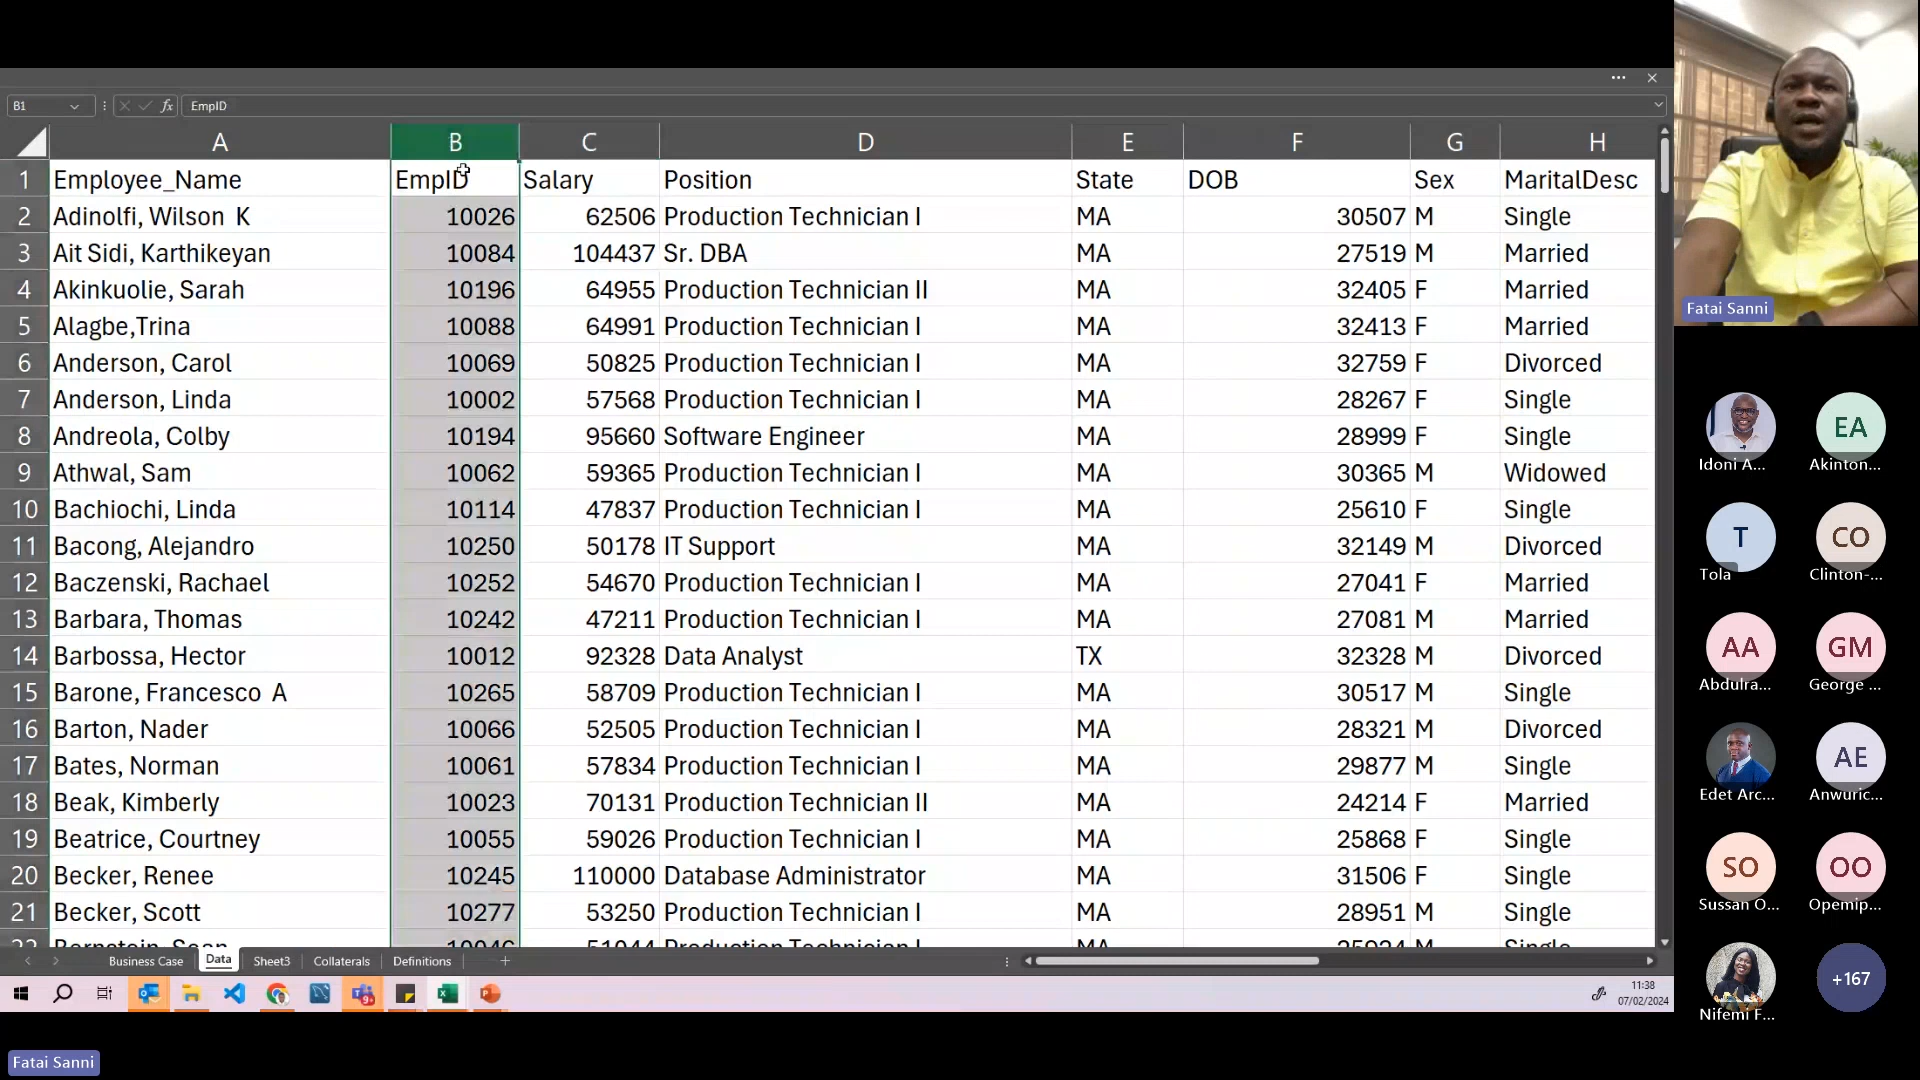 B1 fx EmpID
A B C D E F G H
1 Employee_Name EmpID Salary Position State DOB Sex MaritalDesc
2 Adinolfi, Wilson K 10026 62506 Production Technician I MA 30507 M Single
3 Ait Sidi, Karthikeyan 10084 104437 Sr. DBA MA 27519 M Married
4 Akinkuolie, Sarah 10196 64955 Production Technician II MA 32405 F Married
5 Alagbe,Trina 10088 64991 Production Technician I MA 32413 F Married
6 Anderson, Carol 10069 50825 Production Technician I MA 32759 F Divorced
7 Anderson, Linda 10002 57568 Production Technician I MA 28267 F Single
8 Andreola, Colby 10194 95660 Software Engineer MA 28999 F Single
9 Athwal, Sam 10062 59365 Production Technician I MA 30365 M Widowed
10 Bachiochi, Linda 10114 47837 Production Technician I MA 25610 F Single
11 Bacong, Alejandro 10250 50178 IT Support MA 32149 M Divorced
12 Baczenski, Rachael 10252 54670 Production Technician I MA 27041 F Married
13 Barbara, Thomas 10242 47211 Production Technician I MA 27081 M Married
14 Barbossa, Hector 10012 92328 Data Analyst TX 32328 M Divorced
15 Barone, Francesco A 10265 58709 Production Technician I MA 30517 M Single
16 Barton, Nader 10066 52505 Production Technician I MA 28321 M Divorced
17 Bates, Norman 10061 57834 Production Technician I MA 29877 M Single
18 Beak, Kimberly 10023 70131 Production Technician II MA 24214 F Married
19 Beatrice, Courtney 10055 59026 Production Technician I MA 25868 F Single
20 Becker, Renee 10245 110000 Database Administrator MA 31506 F Single
21 Becker, Scott 10277 53250 Production Technician I MA 28951 M Single
Business Case Data Sheet3 Collaterals Definitions +
11:38
07/02/2024
Fatai Sanni
Fatai Sanni
EA
Idoni A... Akinton...
T CO
Tola Clinton-...
AA GM
Abdulra... George ...
AE
Edet Arc... Anwuric...
SO OO
Sussan O... Opemip...
+167
Nifemi F...